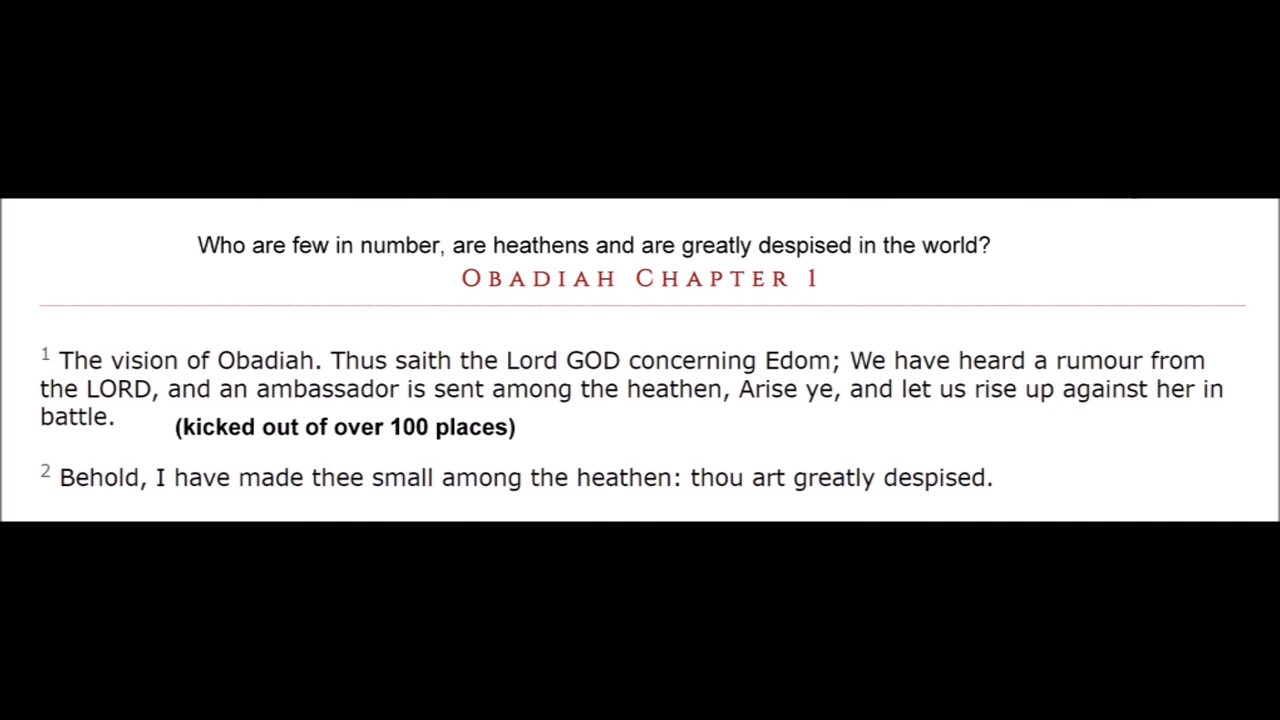 Who are few in number, are heathens and are greatly despised in the world?
OBADIAH CHAPTER 1
1 The vision of Obadiah. Thus saith the Lord GOD concerning Edom; We have heard a rumour from
the LORD, and an ambassador is sent among the heathen, Arise ye, and let us rise up against her in
battle.
(kicked out of over 100 places)
2 Behold, I have made thee small among the heathen: thou art greatly despised.